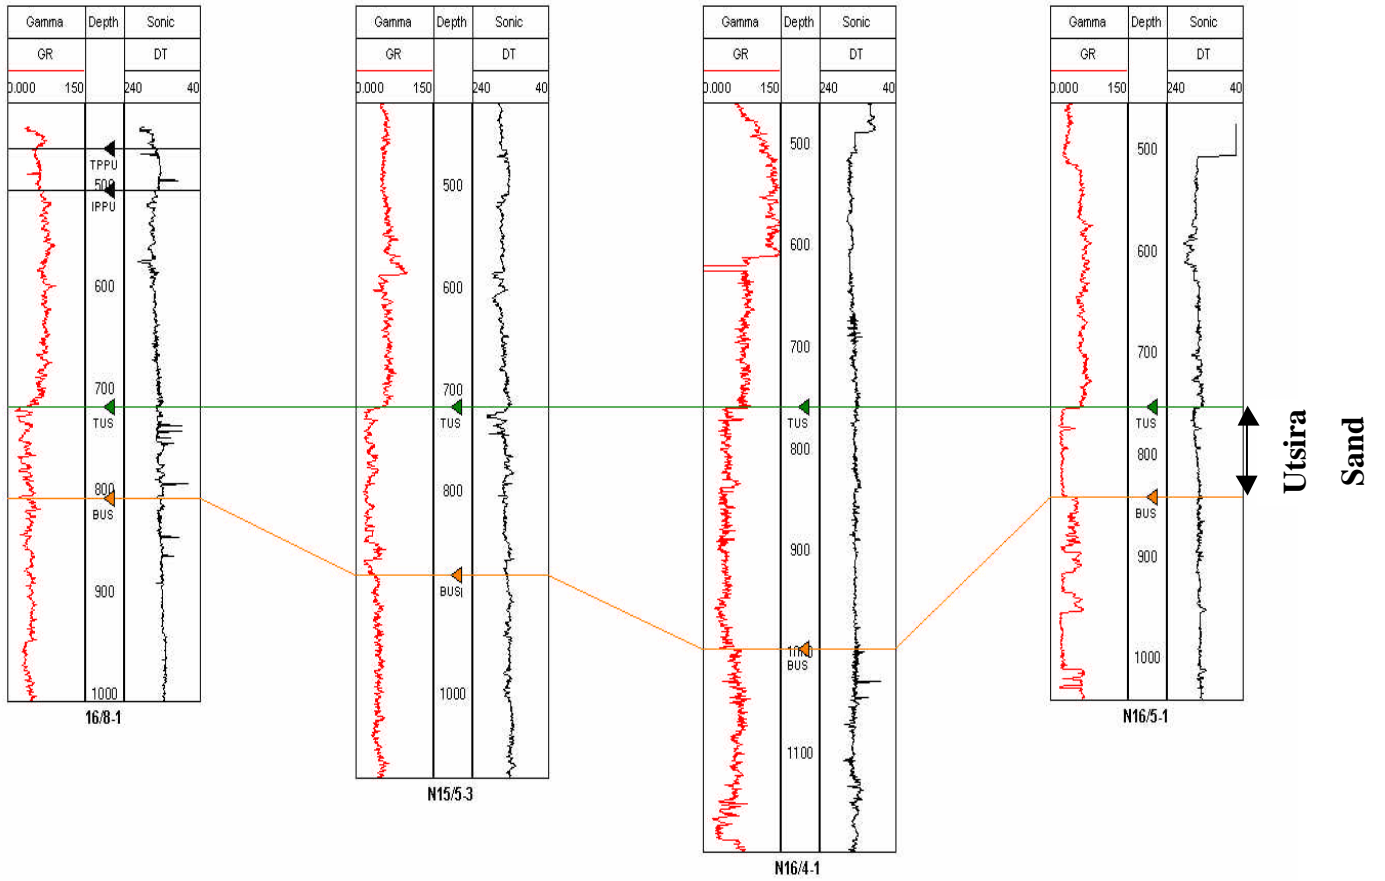 Gamma Depth Sonic
GR DT
0.000 150 240 40
TPPU
500
IPPU
600
700
TUS
800
BUS
900
1000
16/8-1
Gamma Depth Sonic
GR DT
0.000 150 240 40
500
600
700
TUS
800
BUS
1000
N15/5-3
Gamma Depth Sonic
GR DT
0.000 150 240 40
500
600
700
TUS
800
900
BUS
1100
N16/4-1
Gamma Depth Sonic
GR DT
0.000 150 240 40
500
600
700
TUS
800
BUS
900
1000
N16/5-1
Utsira
Sand